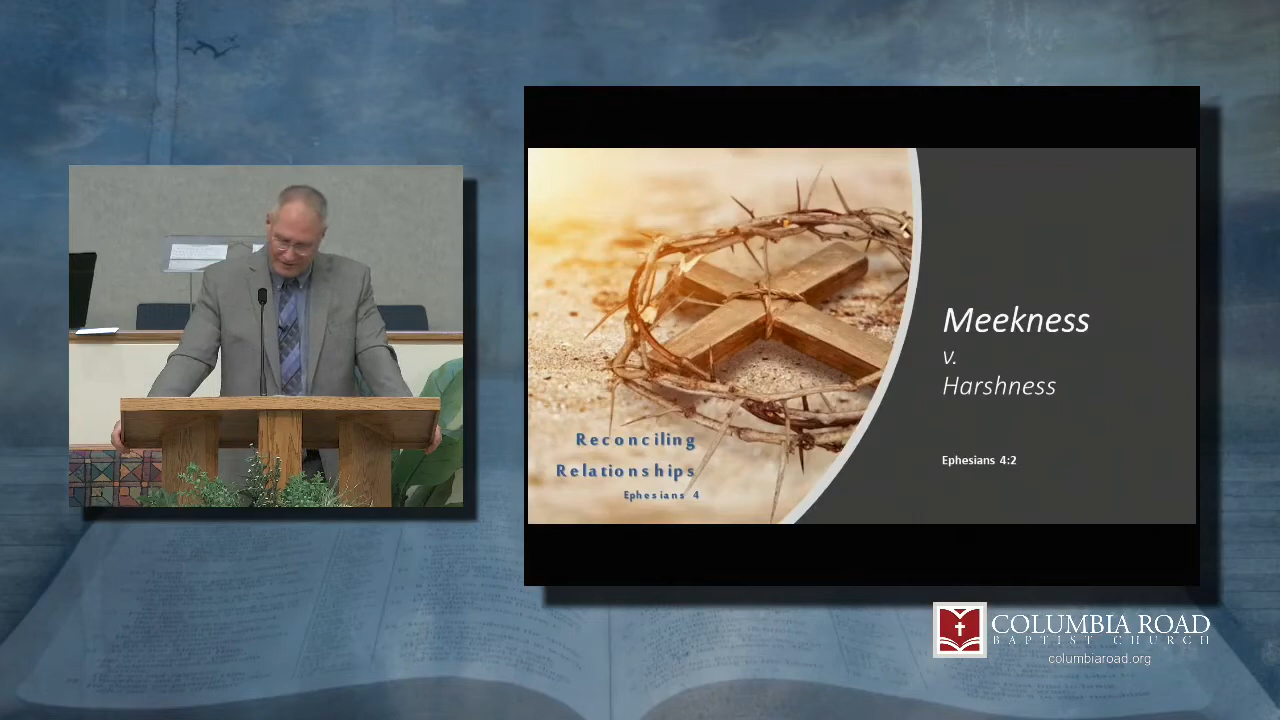 Reconciling
Relationships
Ephesians 4
Meekness
v.
Harshness
Ephesians 4:2
COLUMBIA ROAD
BAPTIST CHURCH
columbiaroad.org